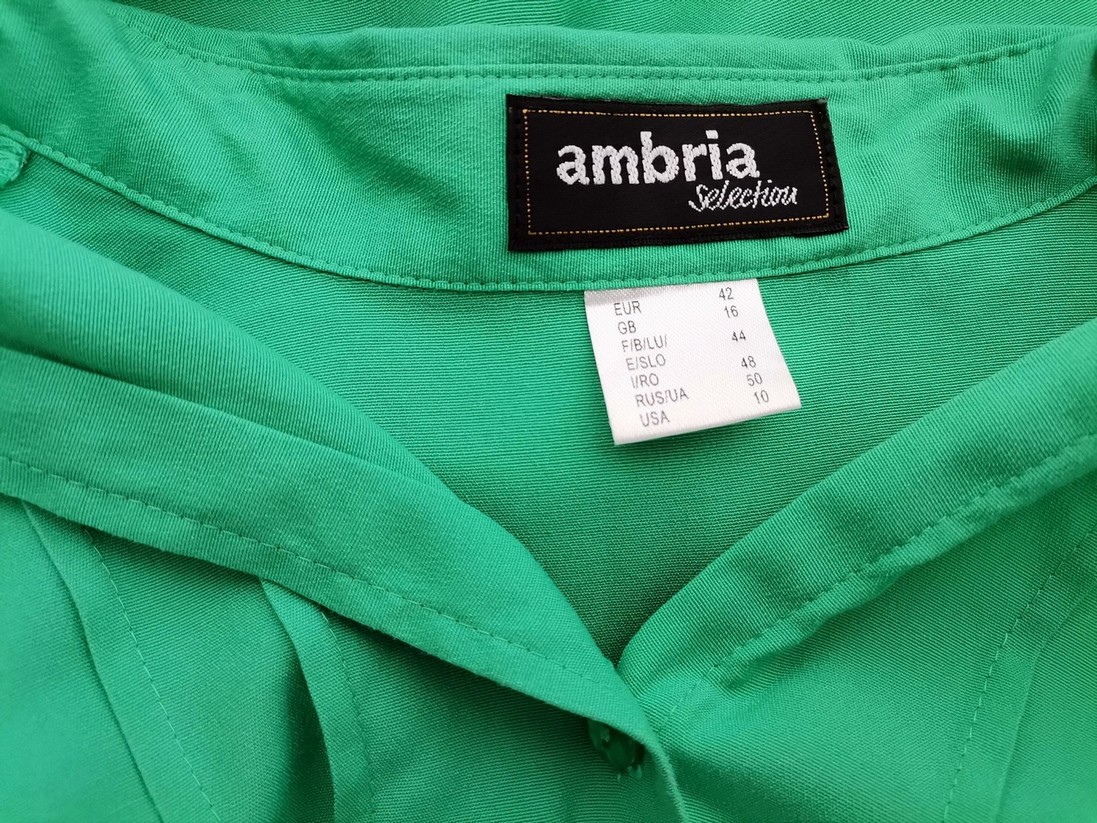 ambria
Selection
EUR 42
GB 16
F/B/LU/
E/SLO 44
I/RO 48
RUS/UA 50
USA 10